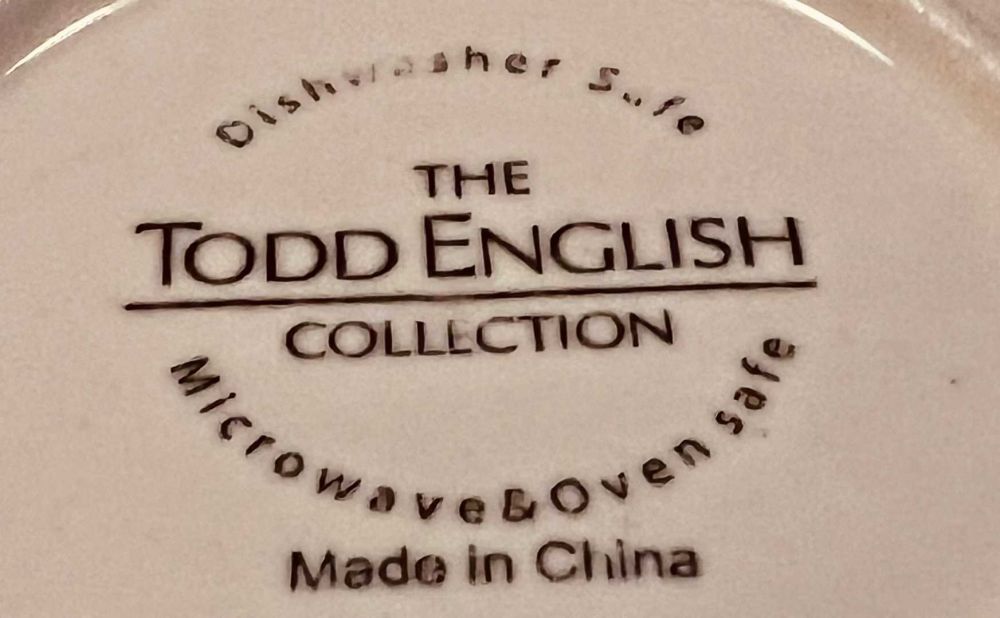 Dishwasher Safe
THE
TODD ENGLISH
COLLECTION
Microwave&Oven safe
Made in China